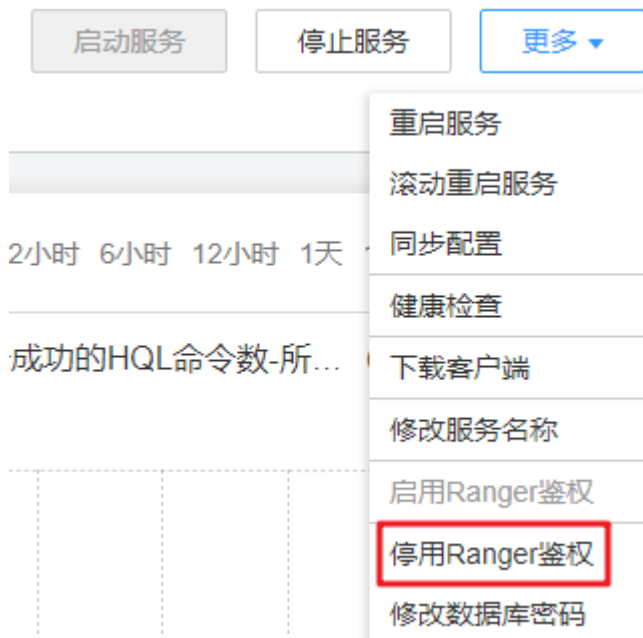 启动服务 停止服务 更多
重启服务
滚动重启服务
2小时 6小时 12小时 1天
同步配置
健康检查
成功的HQL命令数-所...
下载客户端
修改服务名称
启用Ranger鉴权
停用Ranger鉴权
修改数据库密码